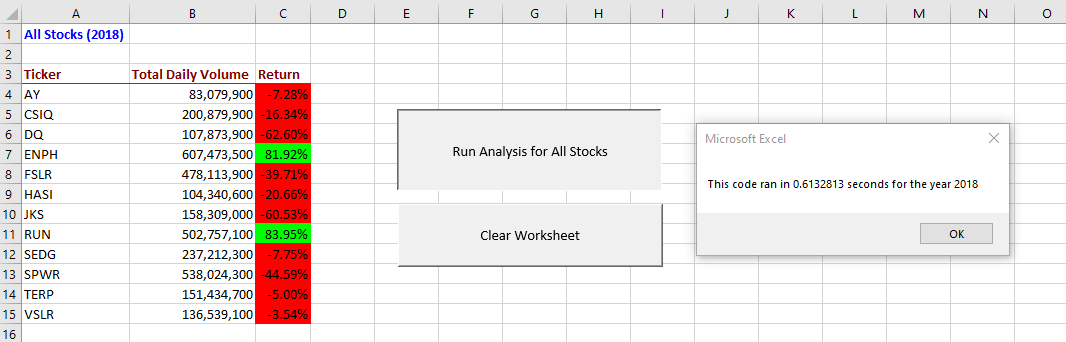 A B C D E F G H I J K L M N O
1 All Stocks (2018)
2
3 Ticker Total Daily Volume Return
4 AY 83,079,900 -7.28%
5 CSIQ 200,879,900 -16.34%
6 DQ 107,873,900 -62.60%
7 ENPH 607,473,500 81.92%
8 FSLR 478,113,900 -39.71%
9 HASI 104,340,600 -20.66%
10 JKS 158,309,000 -60.53%
11 RUN 502,757,100 83.95%
12 SEDG 237,212,300 -7.75%
13 SPWR 538,024,300 -44.59%
14 TERP 151,434,700 -5.00%
15 VSLR 136,539,100 -3.54%
16
Run Analysis for All Stocks
Clear Worksheet
Microsoft Excel
This code ran in 0.6132813 seconds for the year 2018
OK